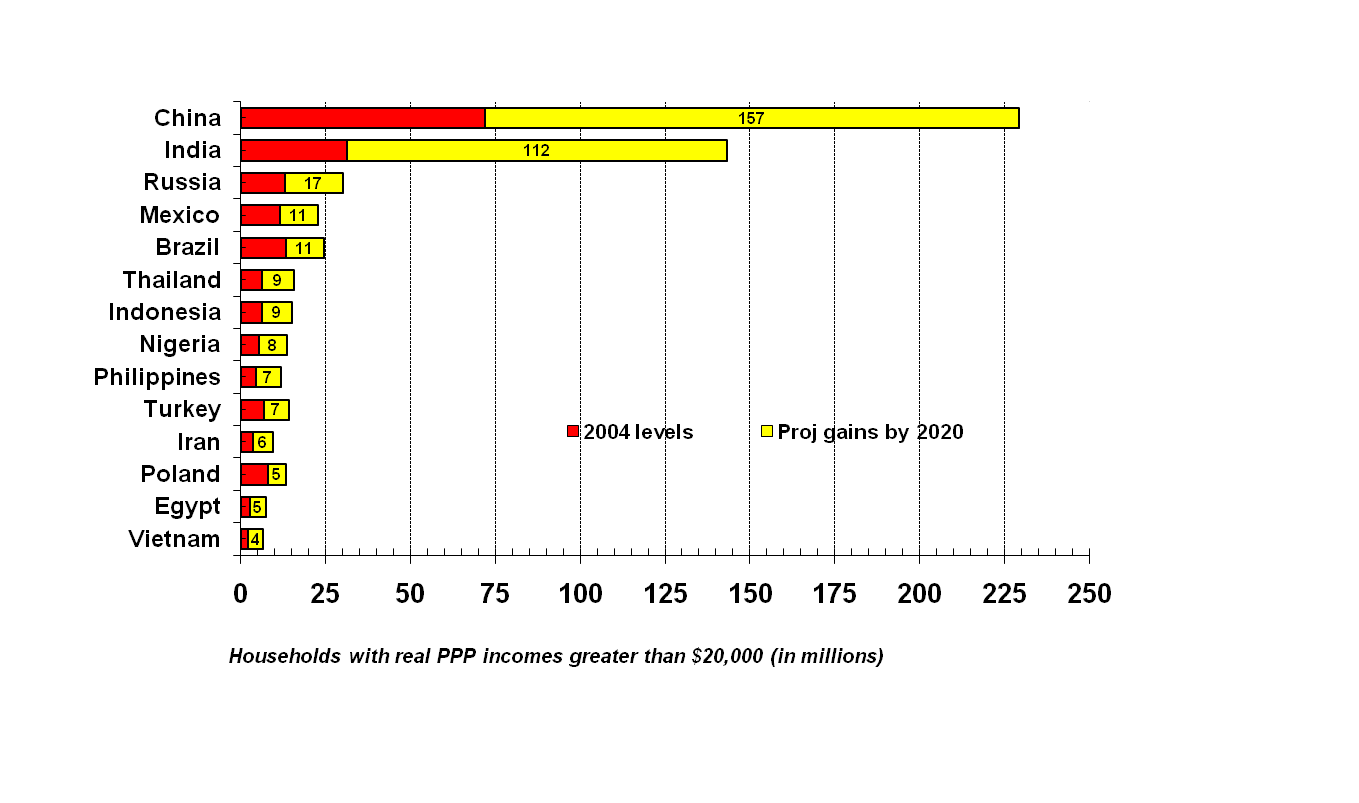 China 157
India 112
Russia 17
Mexico 11
Brazil 11
Thailand 9
Indonesia 9
Nigeria 8
Philippines 7
Turkey 7
2004 levels Proj gains by 2020
Iran 6
Poland 5
Egypt 5
Vietnam 4
0 25 50 75 100 125 150 175 200 225 250
Households with real PPP incomes greater than $20,000 (in millions)